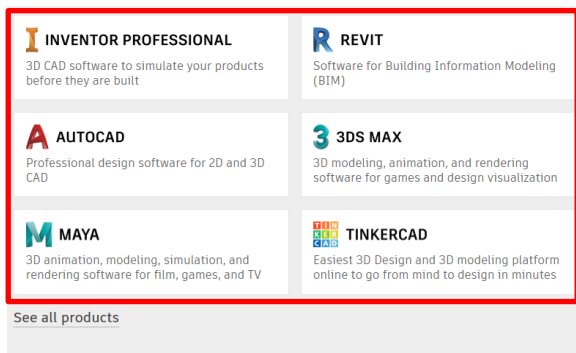 INVENTOR PROFESSIONAL
3D CAD software to simulate your products
before they are built
REVIT
Software for Building Information Modeling
(BIM)
AUTOCAD
Professional design software for 2D and 3D
CAD
3DS MAX
3D modeling, animation, and rendering
software for games and design visualization
MAYA
3D animation, modeling, simulation, and
rendering software for film, games, and TV
TIN
KER
CAD
TINKERCAD
Easiest 3D Design and 3D modeling platform
online to go from mind to design in minutes
See all products